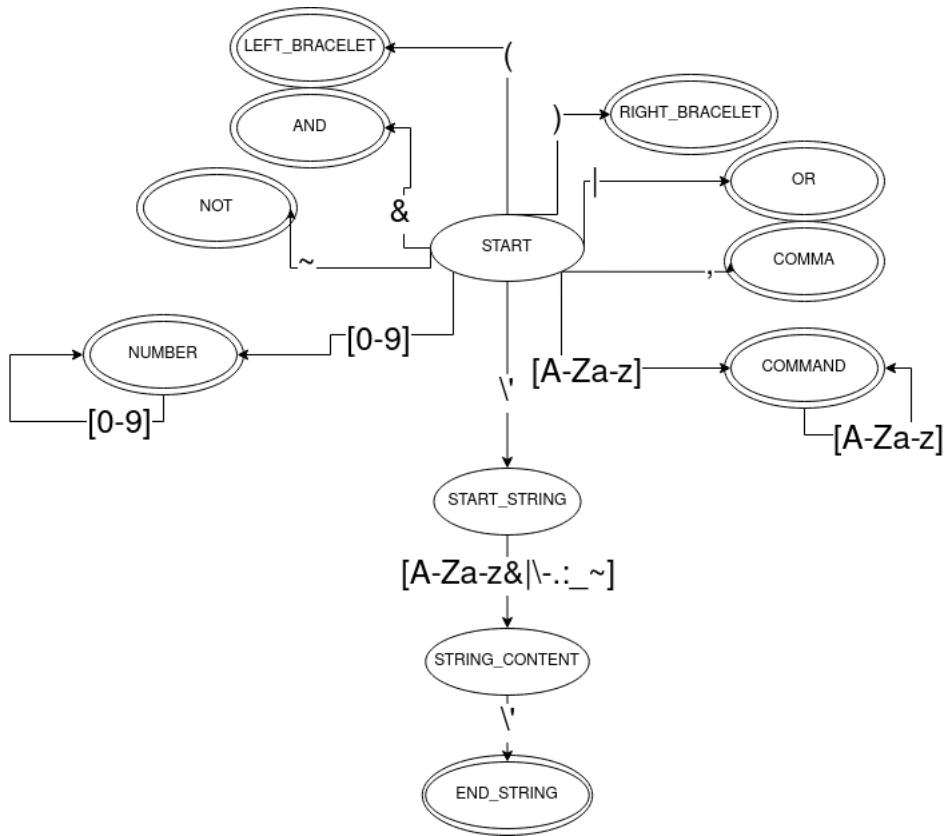 LEFT_BRACELET
(
AND
)
RIGHT_BRACELET
NOT
&
|
OR
START
~
,
COMMA
[0-9]
NUMBER
[A-Za-z]
COMMAND
\'
[0-9]
[A-Za-z]
START_STRING
[A-Za-z&|\-.:_~]
STRING_CONTENT
\'
END_STRING